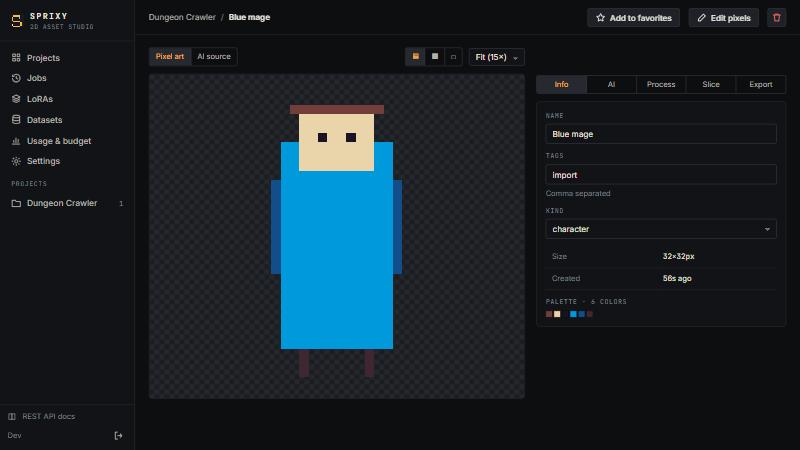 SPRIXY
2D ASSET STUDIO
Projects
Jobs
LoRAs
Datasets
Usage & budget
Settings
PROJECTS
Dungeon Crawler 1
REST API docs
Dev
Dungeon Crawler / Blue mage
Add to favorites
Edit pixels
Pixel art
AI source
Fit (15×)
Info
AI
Process
Slice
Export
NAME
Blue mage
TAGS
import
Comma separated
KIND
character
Size 32×32px
Created 56s ago
PALETTE · 6 COLORS